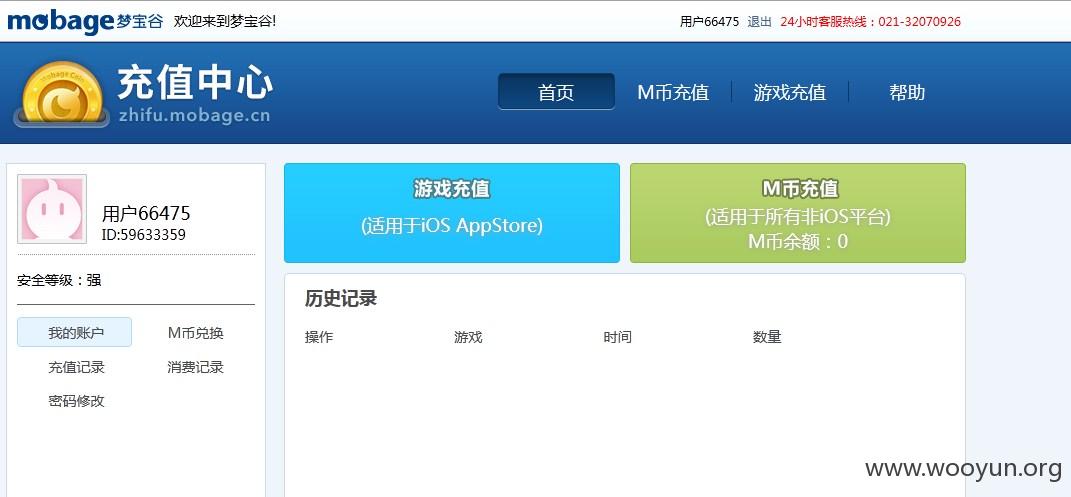 mobage梦宝谷 欢迎来到梦宝谷!
用户66475 退出 24小时客服热线：021-32070926
Mobage Coin
充值中心
zhifu.mobage.cn
首页 M币充值 游戏充值 帮助
用户66475
ID:59633359
安全等级：强
我的账户 M币兑换
充值记录 消费记录
密码修改
游戏充值
(适用于iOS AppStore)
M币充值
(适用于所有非iOS平台)
M币余额：0
历史记录
操作 游戏 时间 数量
www.wooyun.org